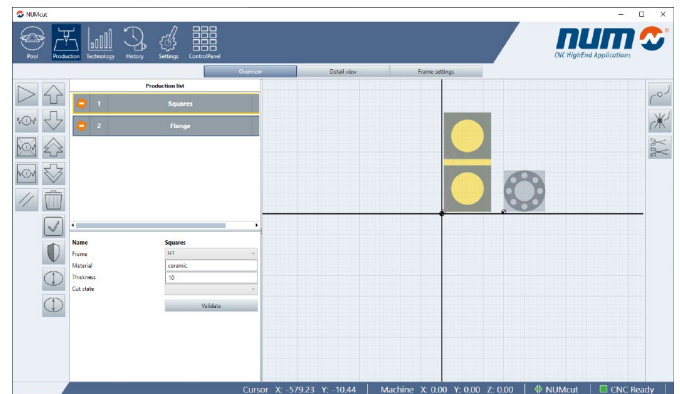 NUMcut
Pool
Production
Technology
History
Settings
ControlPanel
NUM
CNC HighEnd Applications
Overview
Detail view
Frame settings
Production list
1 Squares
2 Flange
Name Squares
Frame H1
Material ceramic
Thickness 10
Cut state
Validate
Cursor X: -579.23 Y: -10.44 Machine X: 0.00 Y: 0.00 Z: 0.00 NUMcut CNC Ready